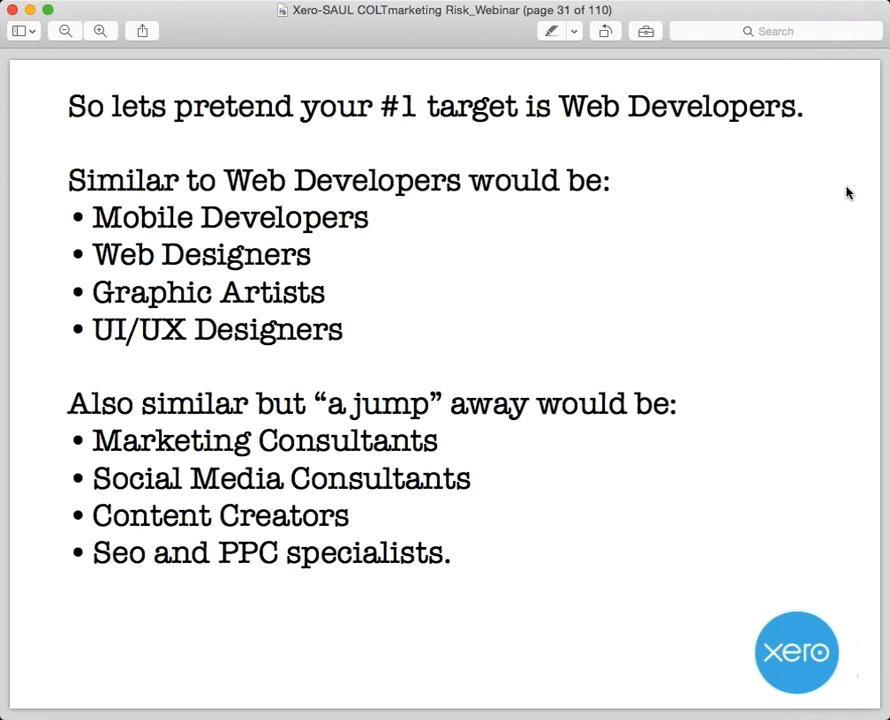 Xero-SAUL COLTmarketing Risk_Webinar (page 31 of 110)
Search
So lets pretend your #1 target is Web Developers.
Similar to Web Developers would be:
• Mobile Developers
• Web Designers
• Graphic Artists
• UI/UX Designers
Also similar but “a jump” away would be:
• Marketing Consultants
• Social Media Consultants
• Content Creators
• Seo and PPC specialists.
xero